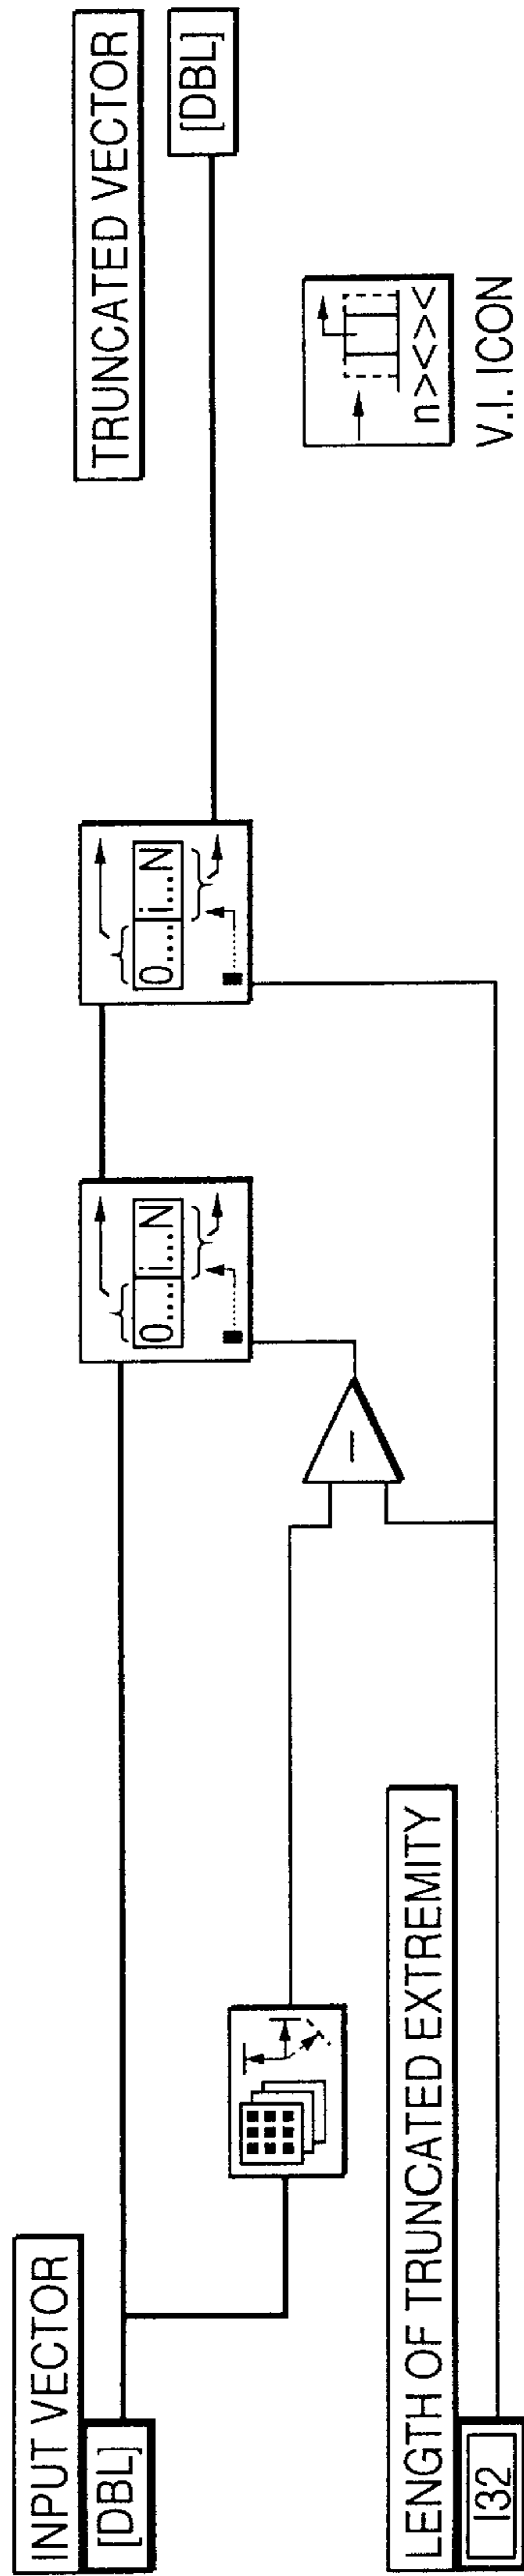 INPUT VECTOR
[DBL]
LENGTH OF TRUNCATED EXTREMITY
I32
–
0....i...N
0....i...N
TRUNCATED VECTOR
[DBL]
n><><
V.I. ICON